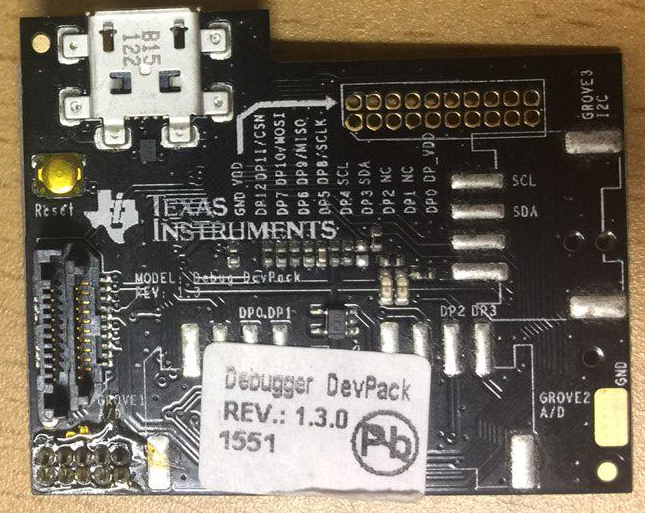 B15
122
GROVE3
I2C
GND VDD
DP12 DP11/CSN
DP7 DP10/MOSI
DP6 DP9/MISO
DP5 DP8/SCLK
DP4 SCL
DP3 SDA
DP2 NC
DP1 NC
DP0 DP_VDD
SCL
SDA
Reset
TEXAS
INSTRUMENTS
MODEL: Debug DevPack
REV:
DP0 DP1
DP2 DP3
GND
GROVE1
A/D
GROVE2
A/D
Debugger DevPack
REV.: 1.3.0
1551
Pb